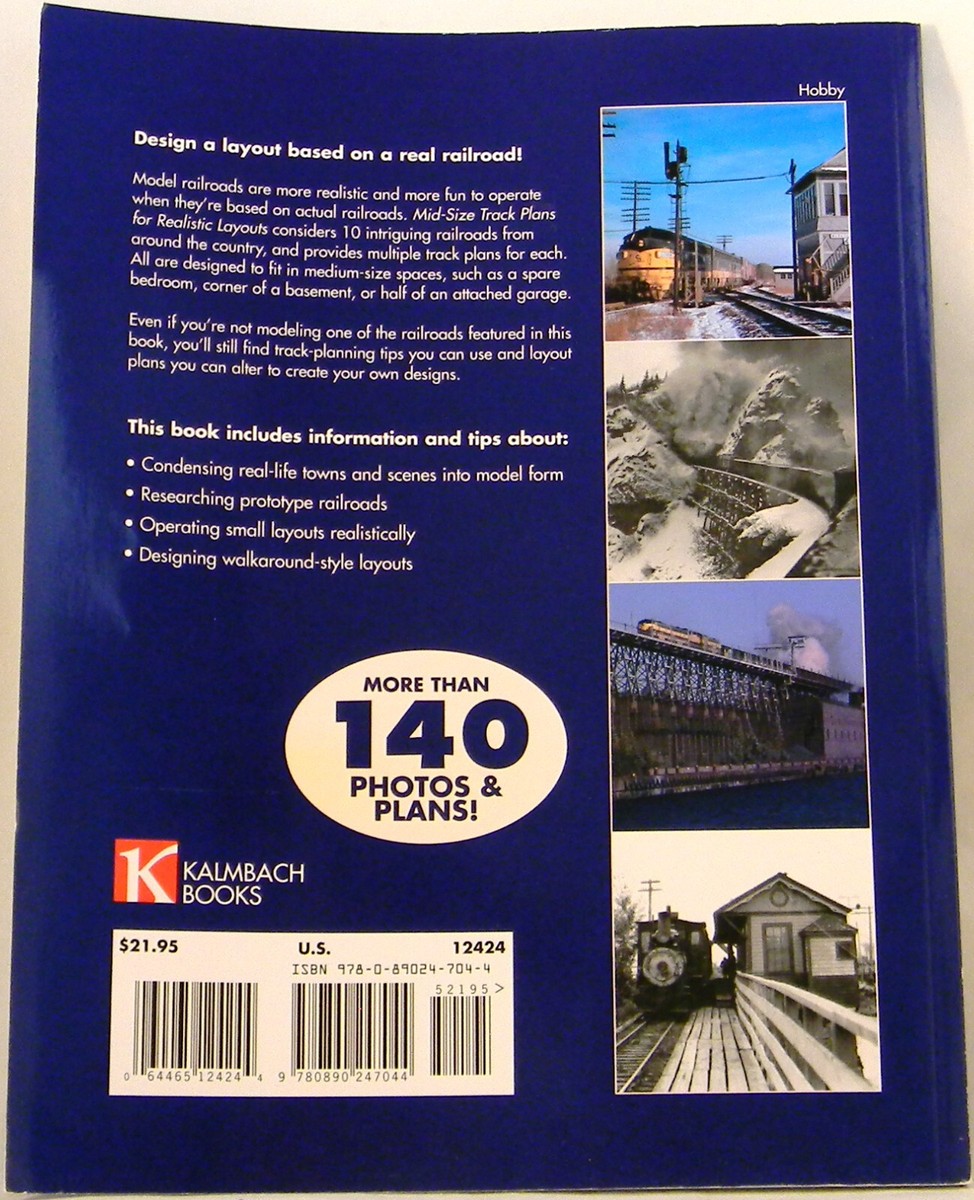 Hobby
Design a layout based on a real railroad!
Model railroads are more realistic and more fun to operate
when they're based on actual railroads. Mid-Size Track Plans
for Realistic Layouts considers 10 intriguing railroads from
around the country, and provides multiple track plans for each.
All are designed to fit in medium-size spaces, such as a spare
bedroom, corner of a basement, or half of an attached garage.
Even if you're not modeling one of the railroads featured in this
book, you'll still find track-planning tips you can use and layout
plans you can alter to create your own designs.
This book includes information and tips about:
• Condensing real-life towns and scenes into model form
• Researching prototype railroads
• Operating small layouts realistically
• Designing walkaround-style layouts
MORE THAN
140
PHOTOS &
PLANS!
K KALMBACH
BOOKS
$21.95 U.S. 12424
ISBN 978-0-89024-704-4
52195 >
0 64465 12424 4 9 780890 247044